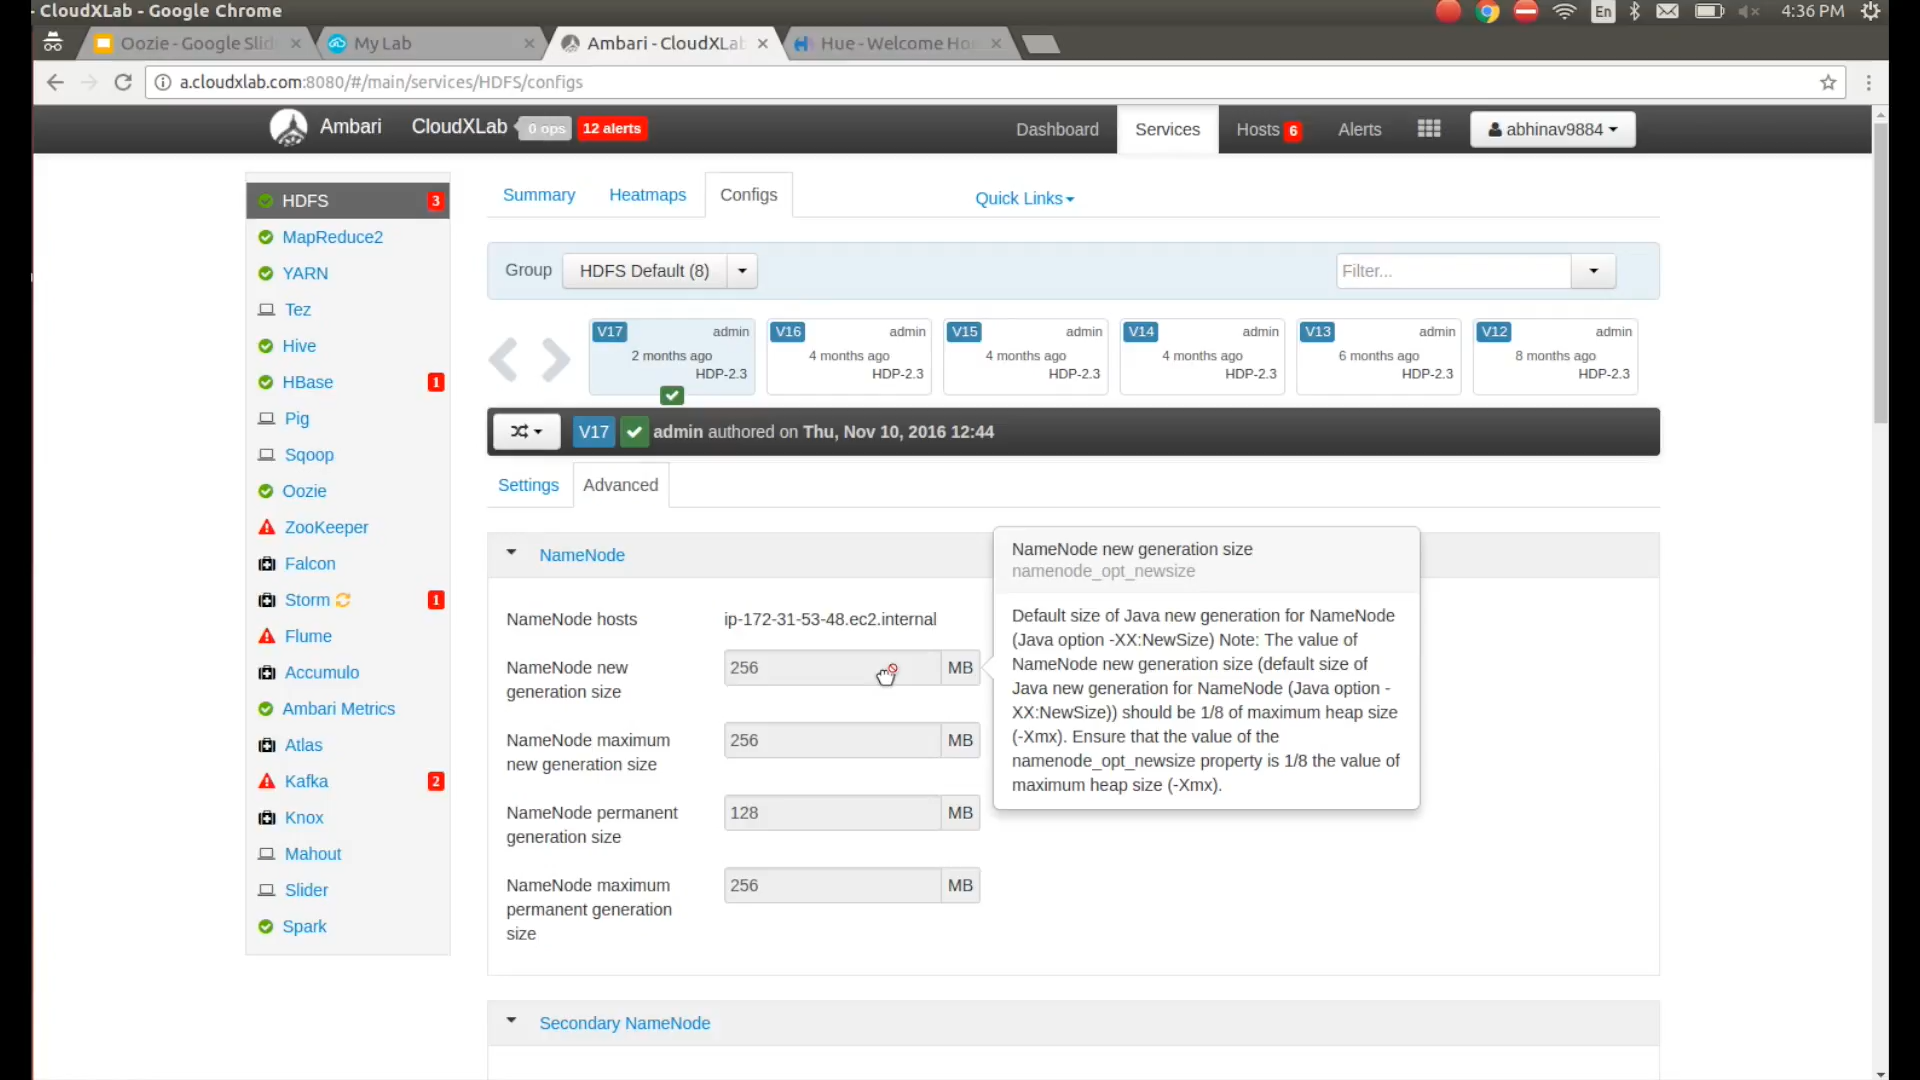 - CloudXLab - Google Chrome
En
4:36 PM
Oozie - Google Slid
My Lab
Ambari - CloudXLab
Hue - Welcome Ho
a.cloudxlab.com:8080/#/main/services/HDFS/configs
Ambari
CloudXLab
0 ops
12 alerts
Dashboard
Services
Hosts 6
Alerts
abhinav9884
HDFS 3
MapReduce2
YARN
Tez
Hive
HBase 1
Pig
Sqoop
Oozie
ZooKeeper
Falcon
Storm 1
Flume
Accumulo
Ambari Metrics
Atlas
Kafka 2
Knox
Mahout
Slider
Spark
Summary
Heatmaps
Configs
Quick Links
Group
HDFS Default (8)
Filter...
V17 admin
2 months ago
HDP-2.3
V16 admin
4 months ago
HDP-2.3
V15 admin
4 months ago
HDP-2.3
V14 admin
4 months ago
HDP-2.3
V13 admin
6 months ago
HDP-2.3
V12 admin
8 months ago
HDP-2.3
V17 admin authored on Thu, Nov 10, 2016 12:44
Settings
Advanced
NameNode
NameNode hosts
ip-172-31-53-48.ec2.internal
NameNode new
generation size
256 MB
NameNode maximum
new generation size
256 MB
NameNode permanent
generation size
128 MB
NameNode maximum
permanent generation
size
256 MB
NameNode new generation size
namenode_opt_newsize
Default size of Java new generation for NameNode
(Java option -XX:NewSize) Note: The value of
NameNode new generation size (default size of
Java new generation for NameNode (Java option -
XX:NewSize)) should be 1/8 of maximum heap size
(-Xmx). Ensure that the value of the
namenode_opt_newsize property is 1/8 the value of
maximum heap size (-Xmx).
Secondary NameNode